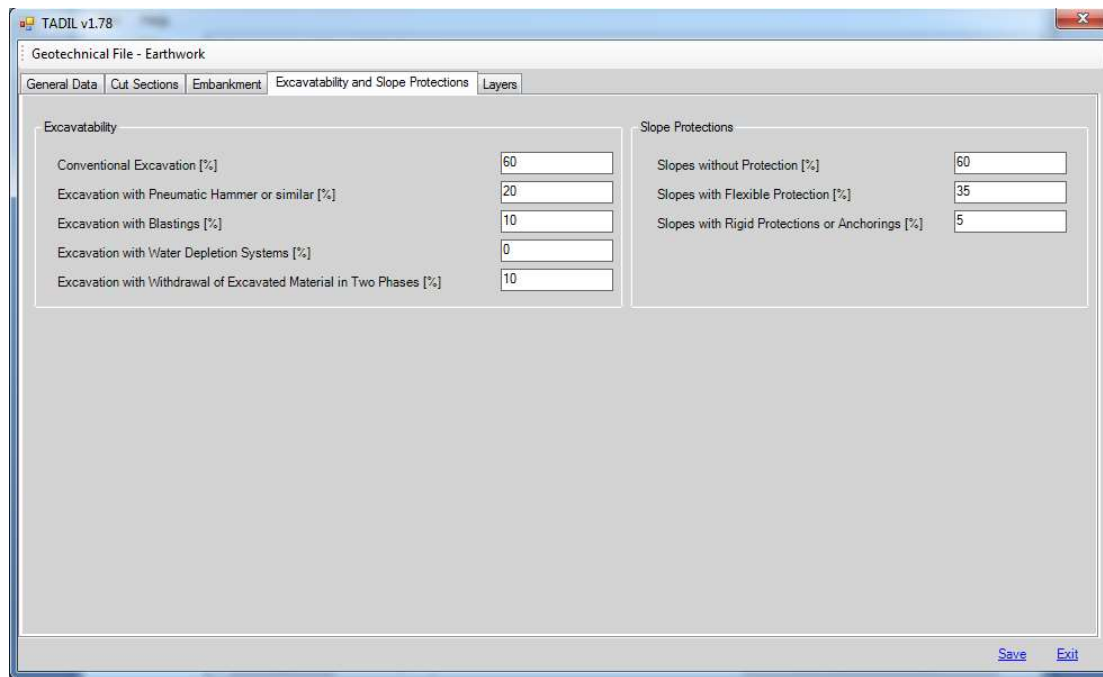 TADIL v1.78
Geotechnical File - Earthwork
General Data Cut Sections Embankment Excavatability and Slope Protections Layers
Excavatability
Conventional Excavation [%] 60
Excavation with Pneumatic Hammer or similar [%] 20
Excavation with Blastings [%] 10
Excavation with Water Depletion Systems [%] 0
Excavation with Withdrawal of Excavated Material in Two Phases [%] 10
Slope Protections
Slopes without Protection [%] 60
Slopes with Flexible Protection [%] 35
Slopes with Rigid Protections or Anchorings [%] 5
Save Exit